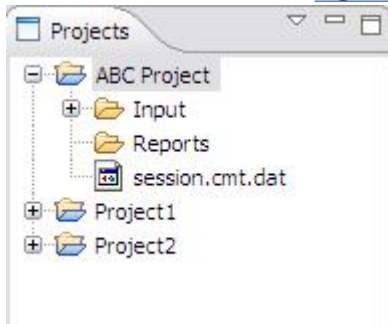 Projects
ABC Project
Input
Reports
session.cmt.dat
Project1
Project2